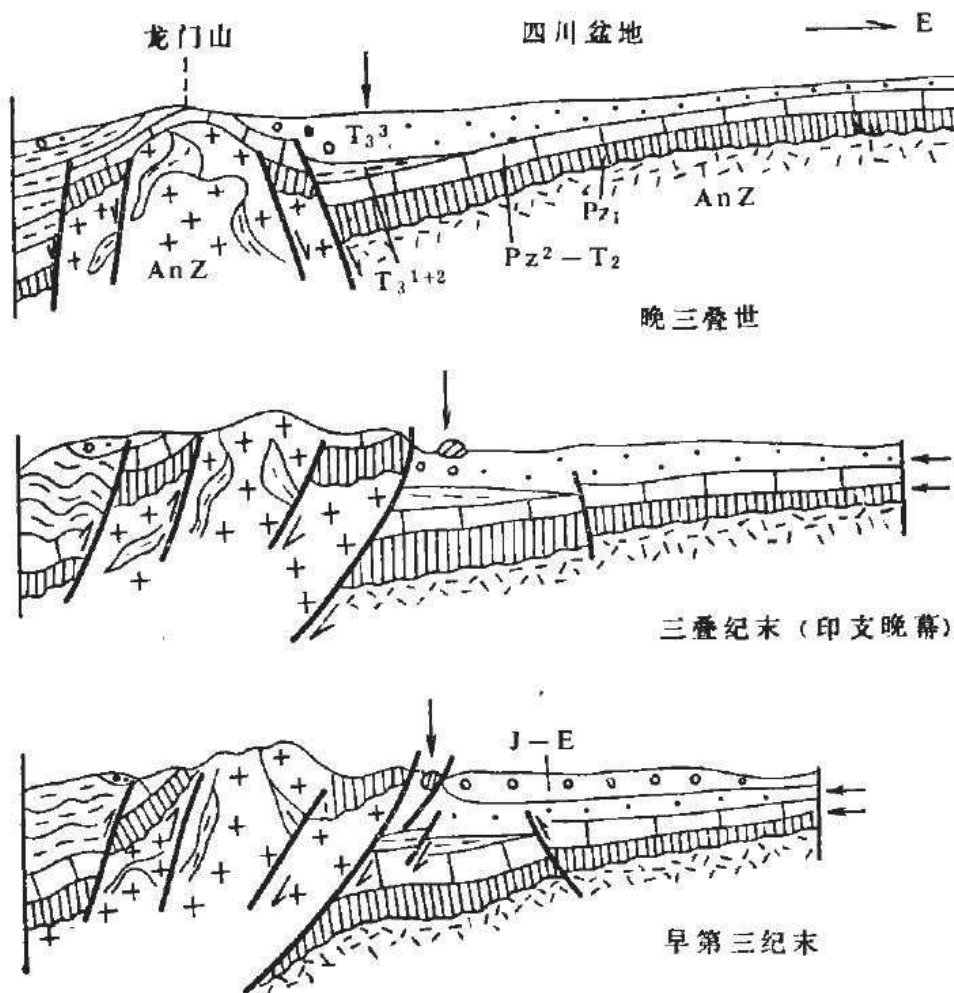 龙门山
四川盆地
E
T₃³
AnZ
Pz₁
AnZ
Pz²-T₂
T₃¹⁺²
晚三叠世
三叠纪末（印支晚幕）
J-E
早第三纪末